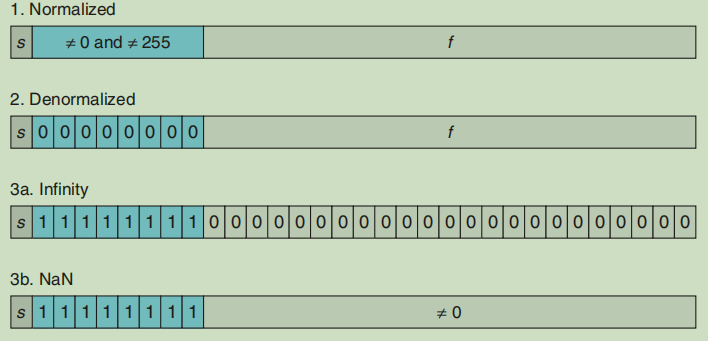 1. Normalized
s ≠ 0 and ≠ 255 f
2. Denormalized
s 0 0 0 0 0 0 0 0 f
3a. Infinity
s 1 1 1 1 1 1 1 1 0 0 0 0 0 0 0 0 0 0 0 0 0 0 0 0 0 0 0 0 0 0 0
3b. NaN
s 1 1 1 1 1 1 1 1 ≠ 0